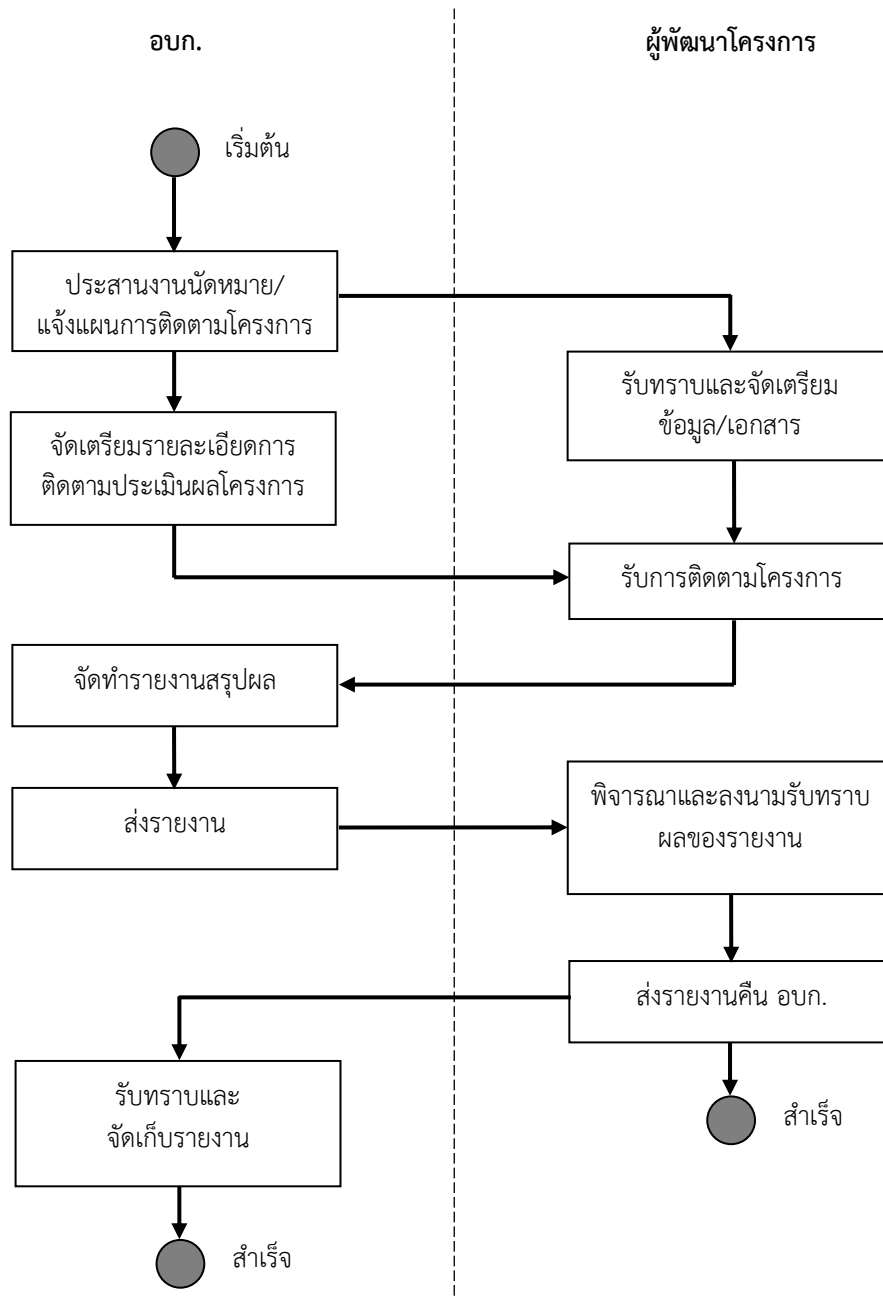 อบก.
ผู้พัฒนาโครงการ
เริ่มต้น
ประสานงานนัดหมาย/
แจ้งแผนการติดตามโครงการ
รับทราบและจัดเตรียม
ข้อมูล/เอกสาร
จัดเตรียมรายละเอียดการ
ติดตามประเมินผลโครงการ
รับการติดตามโครงการ
จัดทำรายงานสรุปผล
ส่งรายงาน
พิจารณาและลงนามรับทราบ
ผลของรายงาน
ส่งรายงานคืน อบก.
รับทราบและ
จัดเก็บรายงาน
สำเร็จ
สำเร็จ